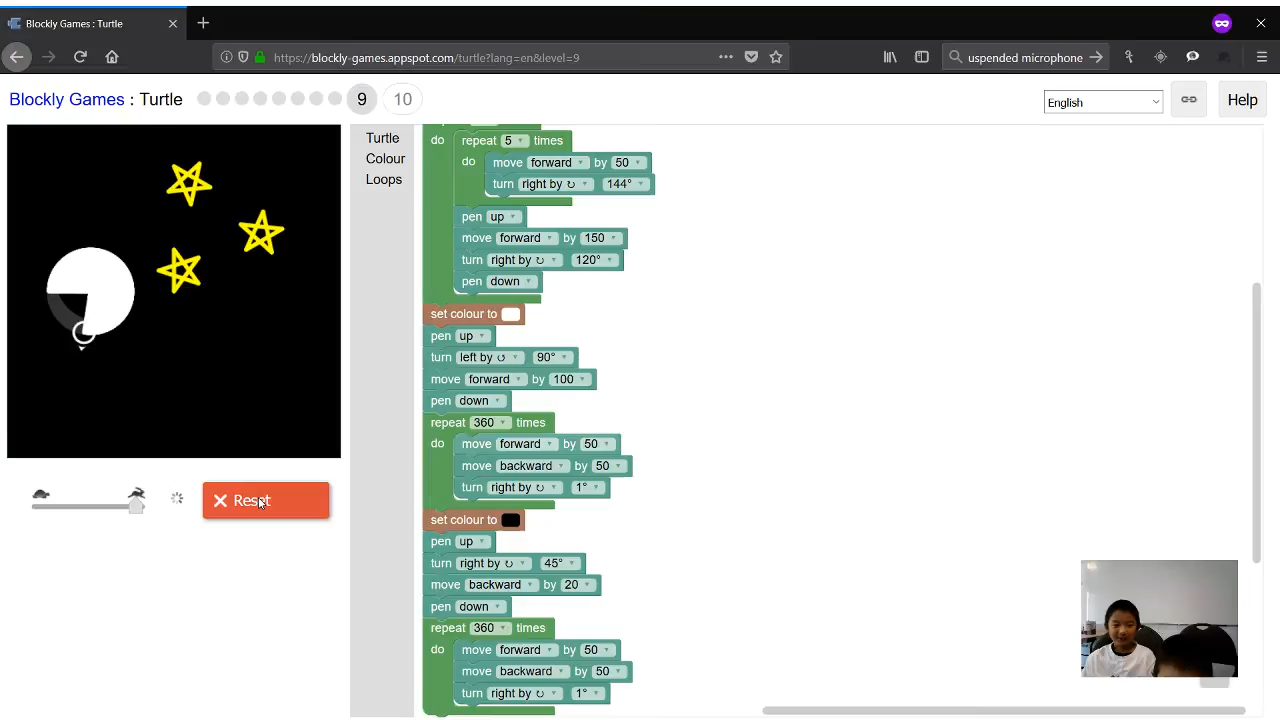 Blockly Games : Turtle
https://blockly-games.appspot.com/turtle?lang=en&level=9
uspended microphone
Blockly Games : Turtle
9
10
English
Help
Turtle
Colour
Loops
do repeat 5 times
do move forward by 50
turn right by ↻ 144°
pen up
move forward by 150
turn right by ↻ 120°
pen down
set colour to
pen up
turn left by ↺ 90°
move forward by 100
pen down
repeat 360 times
do move forward by 50
move backward by 50
turn right by ↻ 1°
set colour to
pen up
turn right by ↻ 45°
move backward by 20
pen down
repeat 360 times
do move forward by 50
move backward by 50
turn right by ↻ 1°
Reset